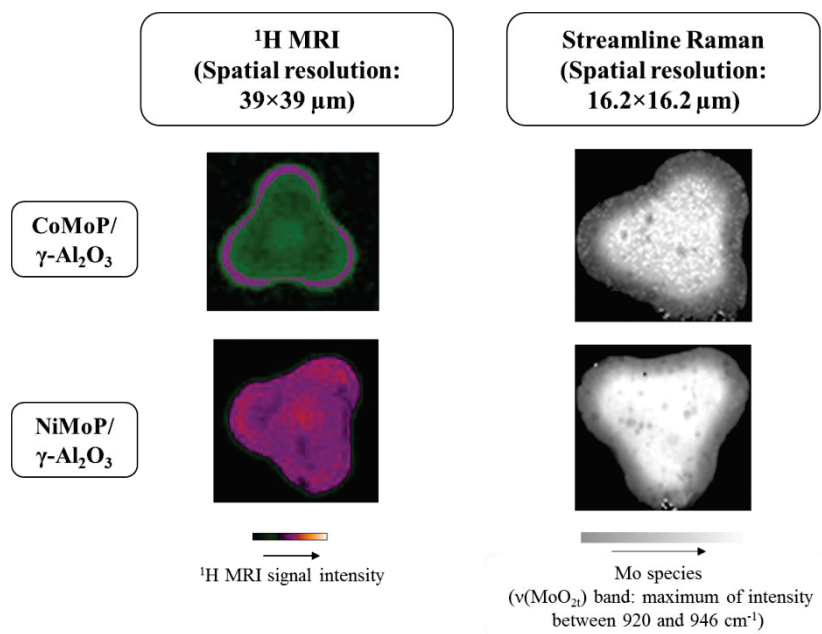 ¹H MRI
(Spatial resolution:
39×39 μm)
Streamline Raman
(Spatial resolution:
16.2×16.2 μm)
CoMoP/
γ-Al₂O₃
NiMoP/
γ-Al₂O₃
¹H MRI signal intensity
Mo species
(ν(MoO₂ₜ) band: maximum of intensity
between 920 and 946 cm⁻¹)